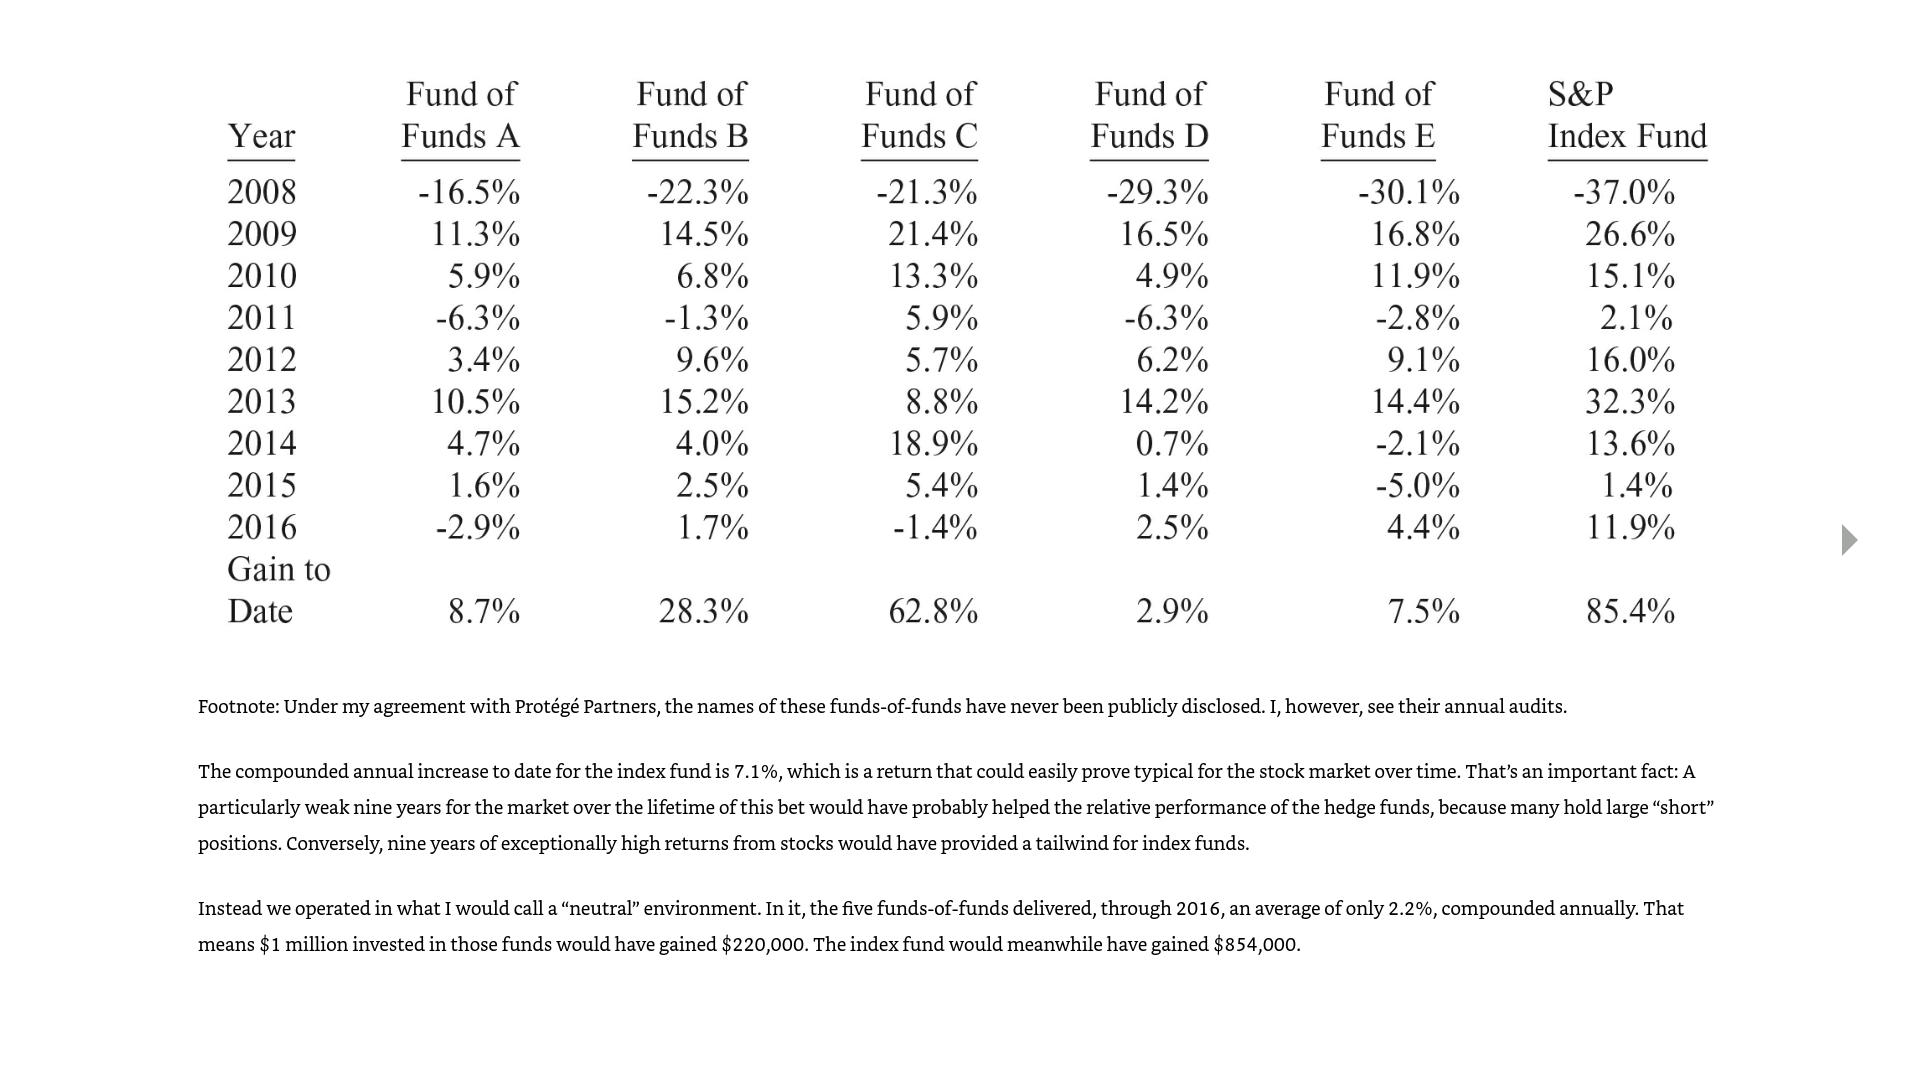 Year Fund of Funds A Fund of Funds B Fund of Funds C Fund of Funds D Fund of Funds E S&P Index Fund
2008 -16.5% -22.3% -21.3% -29.3% -30.1% -37.0%
2009 11.3% 14.5% 21.4% 16.5% 16.8% 26.6%
2010 5.9% 6.8% 13.3% 4.9% 11.9% 15.1%
2011 -6.3% -1.3% 5.9% -6.3% -2.8% 2.1%
2012 3.4% 9.6% 5.7% 6.2% 9.1% 16.0%
2013 10.5% 15.2% 8.8% 14.2% 14.4% 32.3%
2014 4.7% 4.0% 18.9% 0.7% -2.1% 13.6%
2015 1.6% 2.5% 5.4% 1.4% -5.0% 1.4%
2016 -2.9% 1.7% -1.4% 2.5% 4.4% 11.9%
Gain to
Date 8.7% 28.3% 62.8% 2.9% 7.5% 85.4%
Footnote: Under my agreement with Protégé Partners, the names of these funds-of-funds have never been publicly disclosed. I, however, see their annual audits.
The compounded annual increase to date for the index fund is 7.1%, which is a return that could easily prove typical for the stock market over time. That’s an important fact: A
particularly weak nine years for the market over the lifetime of this bet would have probably helped the relative performance of the hedge funds, because many hold large “short”
positions. Conversely, nine years of exceptionally high returns from stocks would have provided a tailwind for index funds.
Instead we operated in what I would call a “neutral” environment. In it, the five funds-of-funds delivered, through 2016, an average of only 2.2%, compounded annually. That
means $1 million invested in those funds would have gained $220,000. The index fund would meanwhile have gained $854,000.